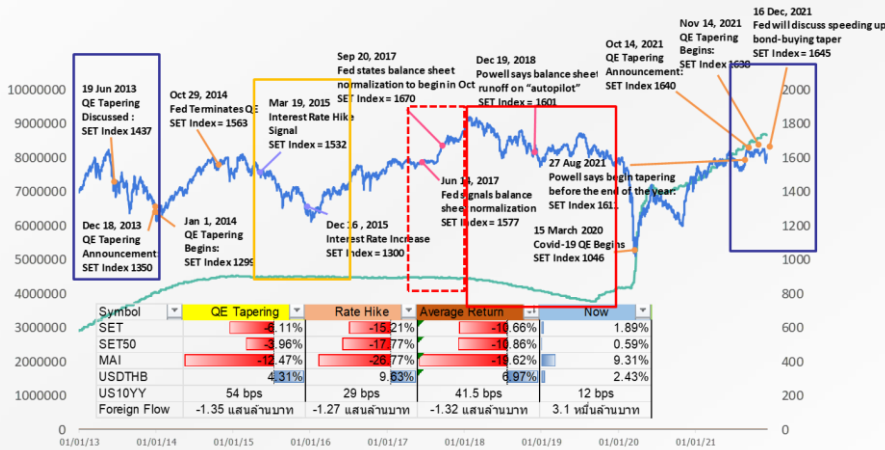 16 Dec, 2021
Fed will discuss speeding up
bond-buying taper
SET Index = 1645
Nov 14, 2021
QE Tapering
Begins:
SET Index = 1638
Oct 14, 2021
QE Tapering
Announcement:
SET Index = 1640
Sep 20, 2017
Fed states balance sheet
normalization to begin in Oct
SET Index = 1670
Dec 19, 2018
Powell says balance sheet
runoff on “autopilot”
SET Index = 1601
19 Jun 2013
QE Tapering
Discussed :
SET Index = 1437
Oct 29, 2014
Fed Terminates QE
SET Index = 1563
Mar 19, 2015
Interest Rate Hike
Signal
SET Index = 1532
27 Aug 2021
Powell says begin tapering
before the end of the year:
SET Index = 1611
Jun 14, 2017
Fed signals balance
sheet normalization
SET Index = 1577
Dec 18, 2013
QE Tapering
Announcement:
SET Index = 1350
Jan 1, 2014
QE Tapering
Begins:
SET Index 1299
Dec 16 , 2015
Interest Rate Increase
SET Index = 1300
15 March 2020
Covid-19 QE Begins
SET Index 1046
10000000
9000000
8000000
7000000
6000000
5000000
4000000
3000000
2000000
1000000
0
2000
1800
1600
1400
1200
1000
800
600
400
200
0
Symbol QE Tapering Rate Hike Average Return Now
SET -6.11% -15.21% -10.66% 1.89%
SET50 -3.96% -17.77% -10.86% 0.59%
MAI -12.47% -26.77% -19.62% 9.31%
USDTHB 4.31% 9.63% 6.97% 2.43%
US10YY 54 bps 29 bps 41.5 bps 12 bps
Foreign Flow -1.35 แสนล้านบาท -1.27 แสนล้านบาท -1.32 แสนล้านบาท 3.1 หมื่นล้านบาท
01/01/13 01/01/14 01/01/15 01/01/16 01/01/17 01/01/18 01/01/19 01/01/20 01/01/21